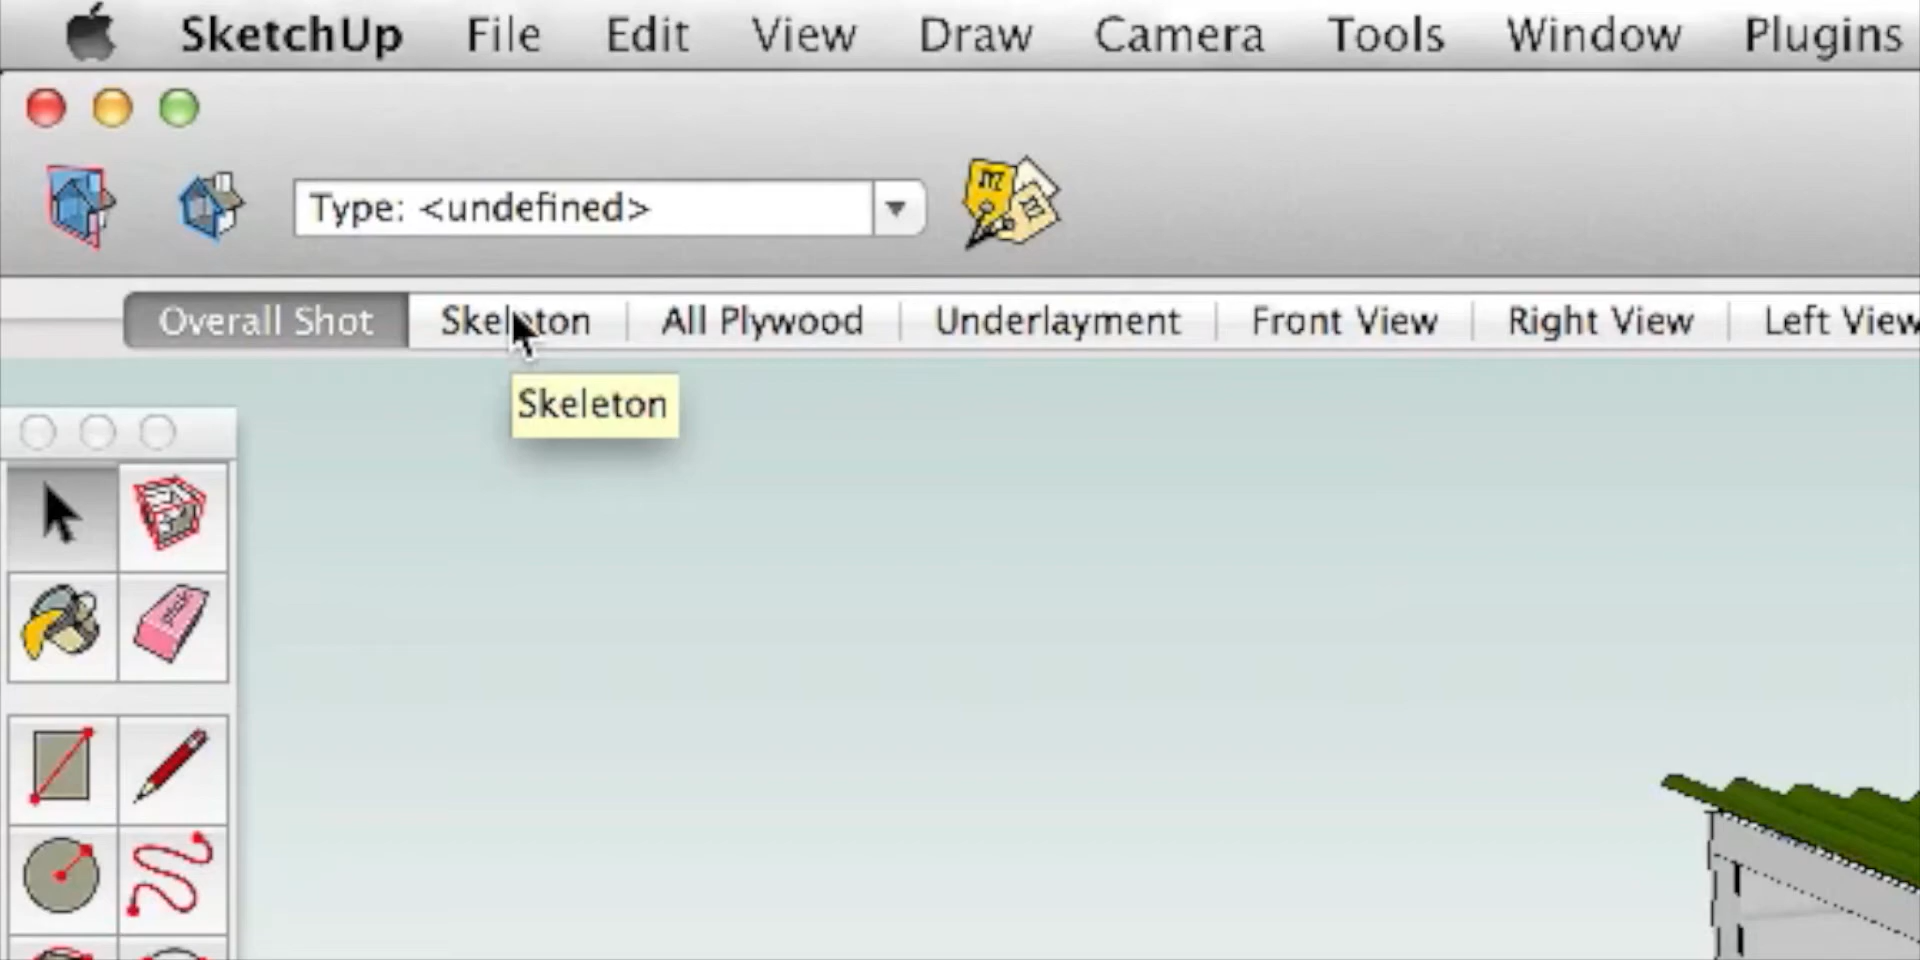 SketchUp File Edit View Draw Camera Tools Window Plugins
Type: <undefined>
Overall Shot Skeleton All Plywood Underlayment Front View Right View Left View
Skeleton